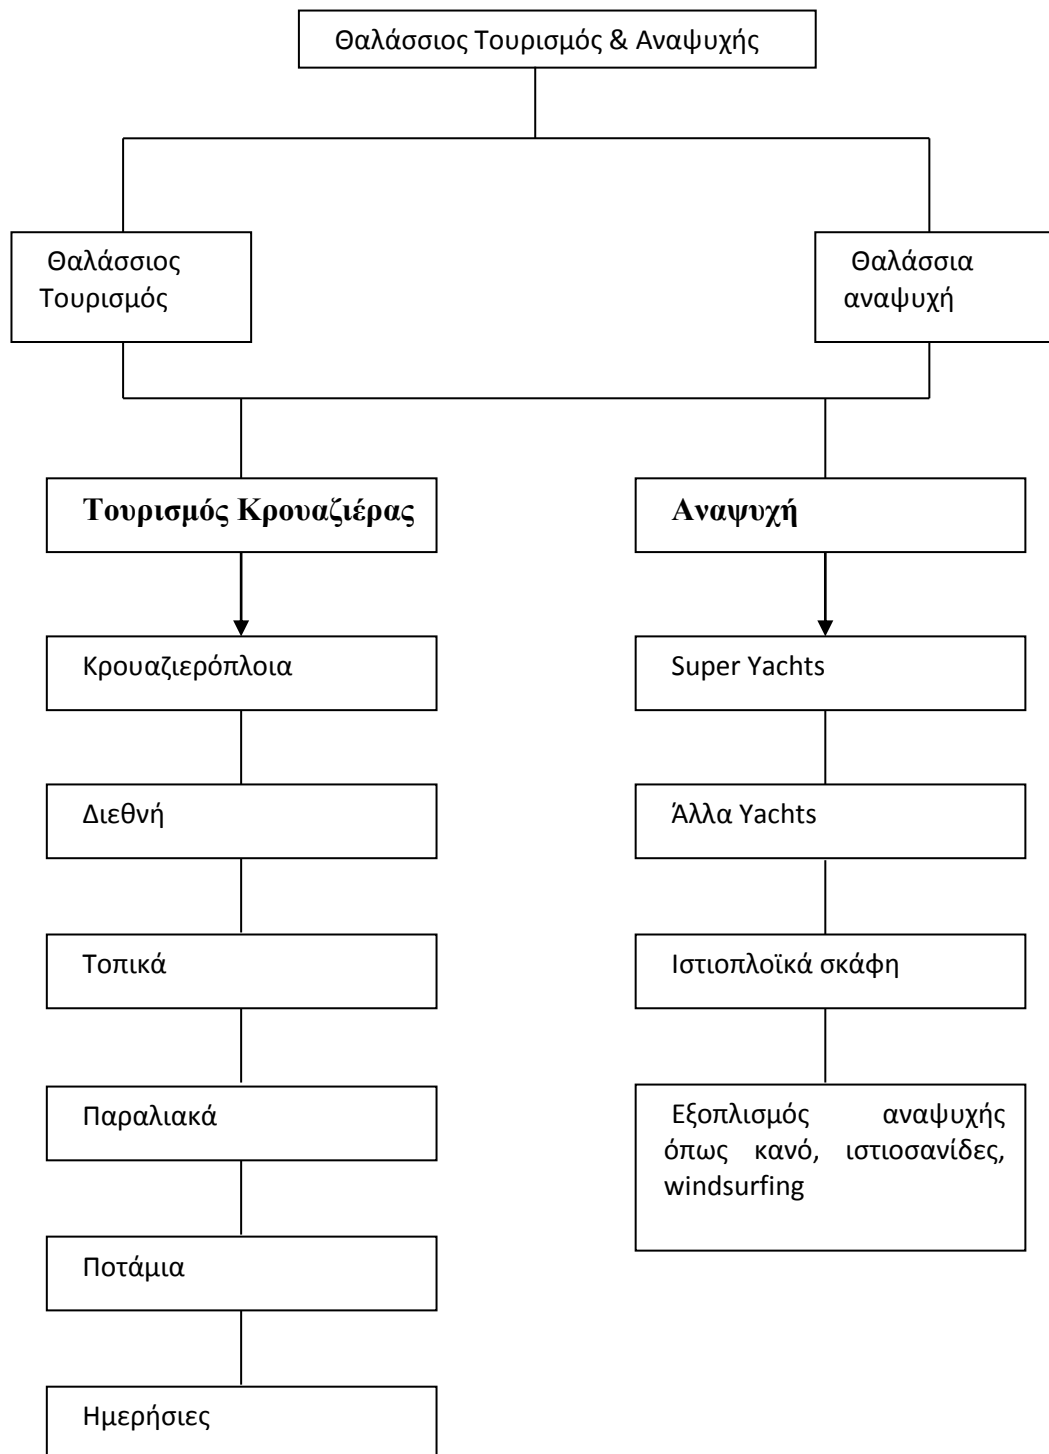 Θαλάσσιος Τουρισμός & Αναψυχής
Θαλάσσιος
Τουρισμός
Θαλάσσια
αναψυχή
Τουρισμός Κρουαζιέρας
Αναψυχή
Κρουαζιερόπλοια
Super Yachts
Διεθνή
Άλλα Yachts
Τοπικά
Ιστιοπλοϊκά σκάφη
Παραλιακά
Εξοπλισμός αναψυχής
όπως κανό, ιστιοσανίδες,
windsurfing
Ποτάμια
Ημερήσιες